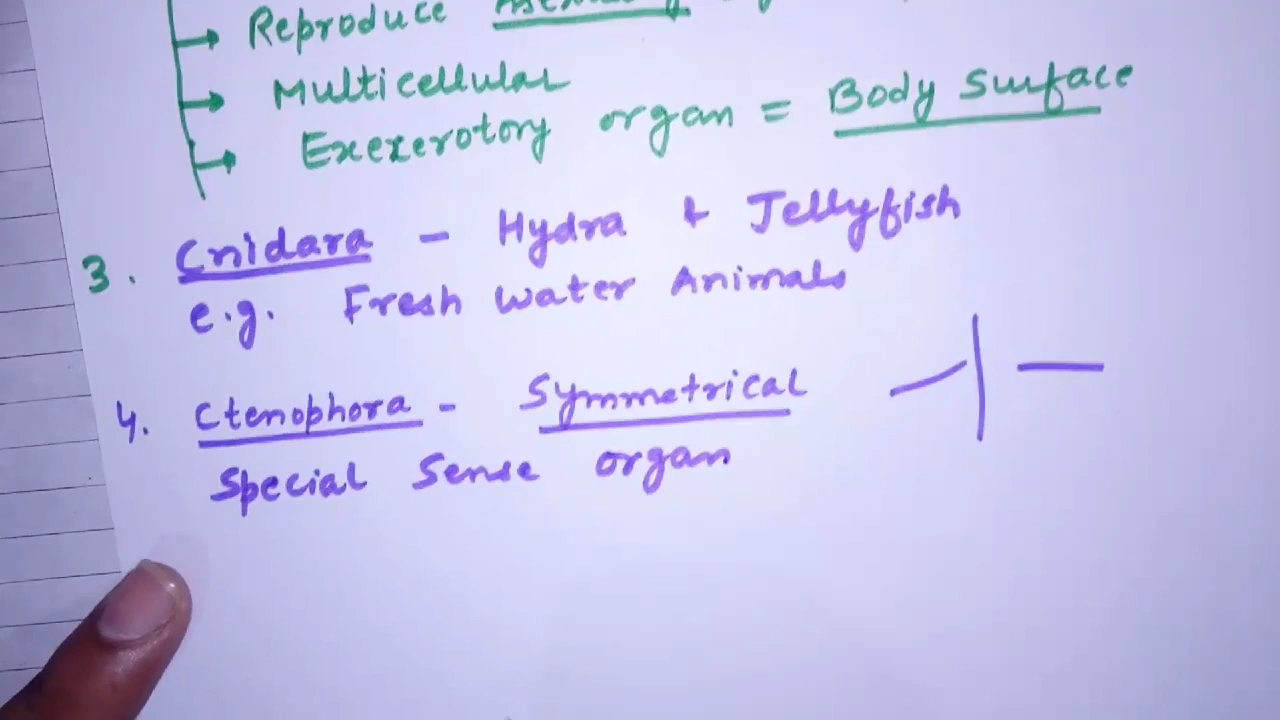 Reproduce
Multicellular
Exexerotory organ = Body Surface
3. Cnidara - Hydra & Jellyfish
e.g. Fresh water Animals
4. Ctenophora - Symmetrical
Special Sense organ